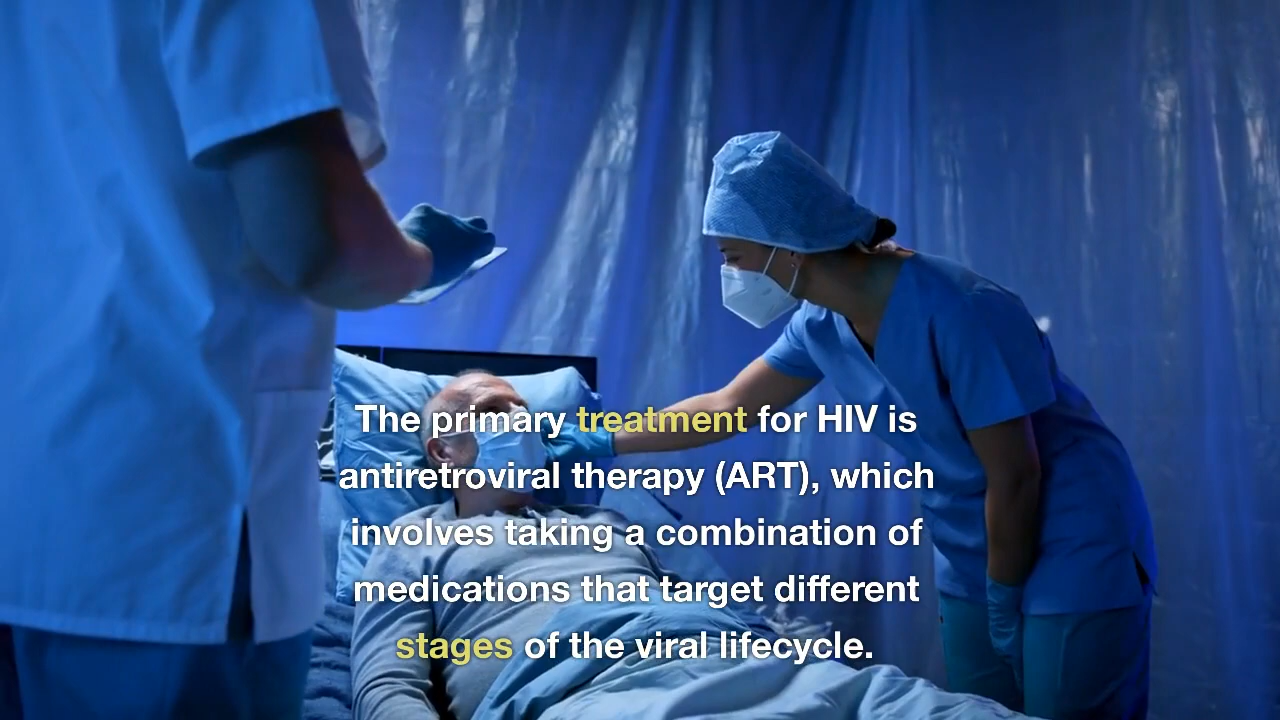 The primary treatment for HIV is
antiretroviral therapy (ART), which
involves taking a combination of
medications that target different
stages of the viral lifecycle.